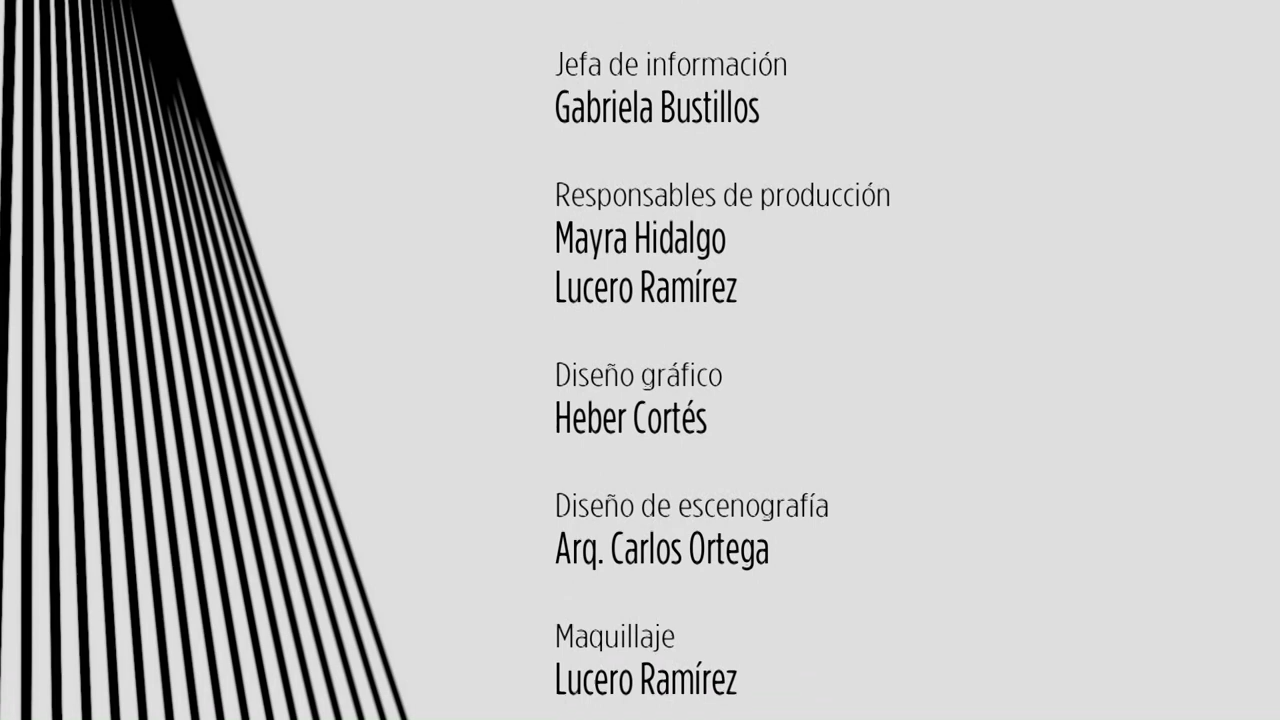 Jefa de información
Gabriela Bustillos
Responsables de producción
Mayra Hidalgo
Lucero Ramírez
Diseño gráfico
Heber Cortés
Diseño de escenografía
Arq. Carlos Ortega
Maquillaje
Lucero Ramírez